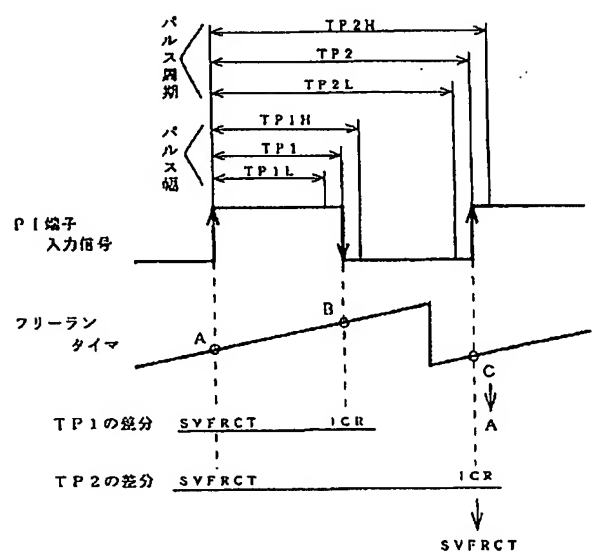 パルス周期
TP2H
TP2
TP2L
パルス幅
TP1H
TP1
TP1L
PI端子
入力信号
フリーラン
タイマ
A
B
C
A
TP1の差分 SVFRCT ICR
TP2の差分 SVFRCT ICR
SVFRCT